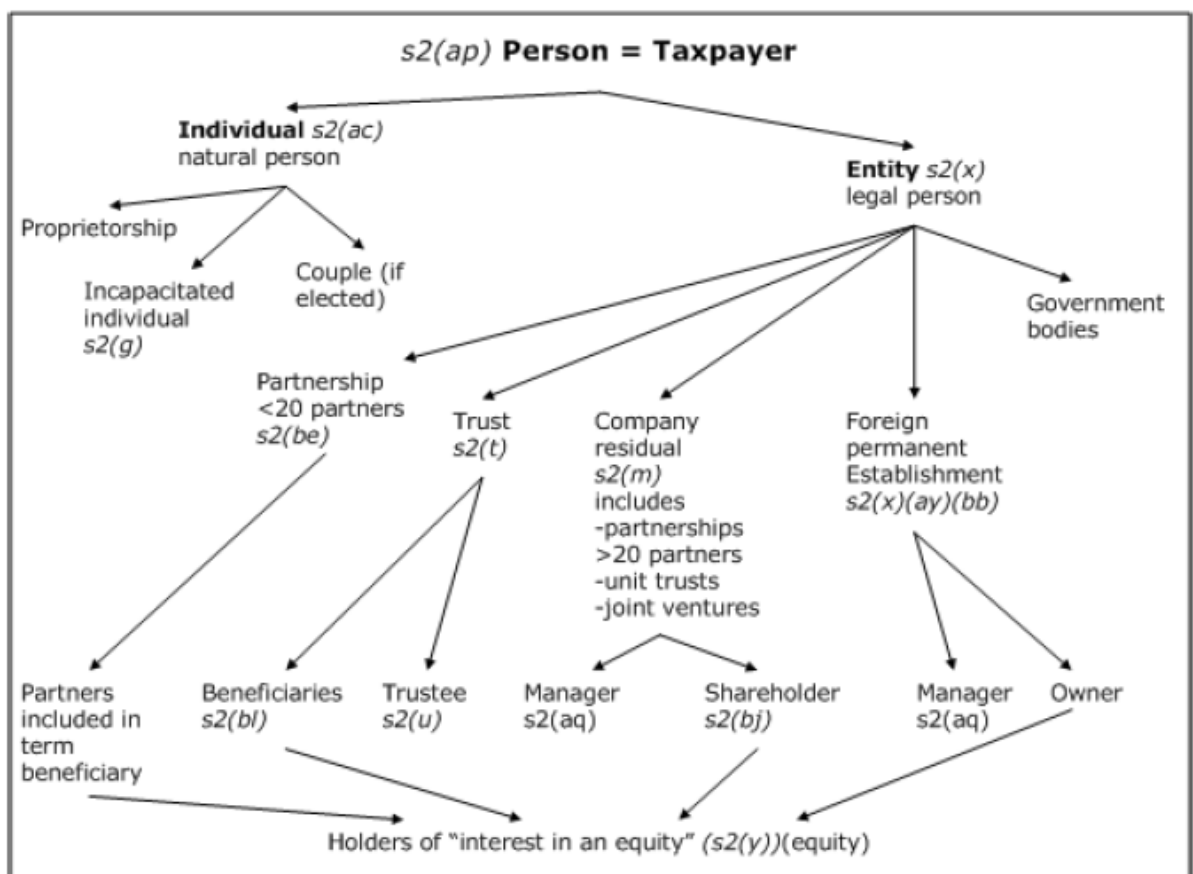 s2(ap) Person = Taxpayer
Individual s2(ac)
natural person
Entity s2(x)
legal person
Proprietorship
Incapacitated
individual
s2(g)
Couple (if
elected)
Government
bodies
Partnership
<20 partners
s2(be)
Trust
s2(t)
Company
residual
s2(m)
includes
-partnerships
>20 partners
-unit trusts
-joint ventures
Foreign
permanent
Establishment
s2(x)(ay)(bb)
Partners
included in
term
beneficiary
Beneficiaries
s2(bl)
Trustee
s2(u)
Manager
s2(aq)
Shareholder
s2(bj)
Manager
s2(aq)
Owner
Holders of “interest in an equity” (s2(y))(equity)